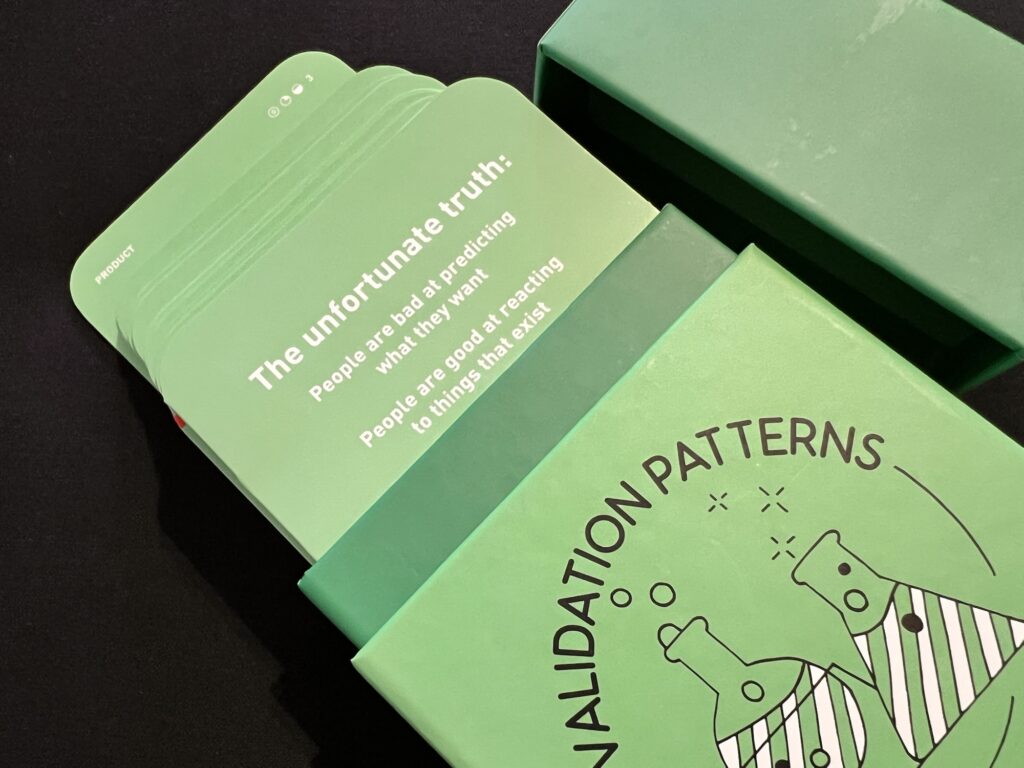 3
PRODUCT
The unfortunate truth:
People are bad at predicting
what they want
People are good at reacting
to things that exist
VALIDATION PATTERNS